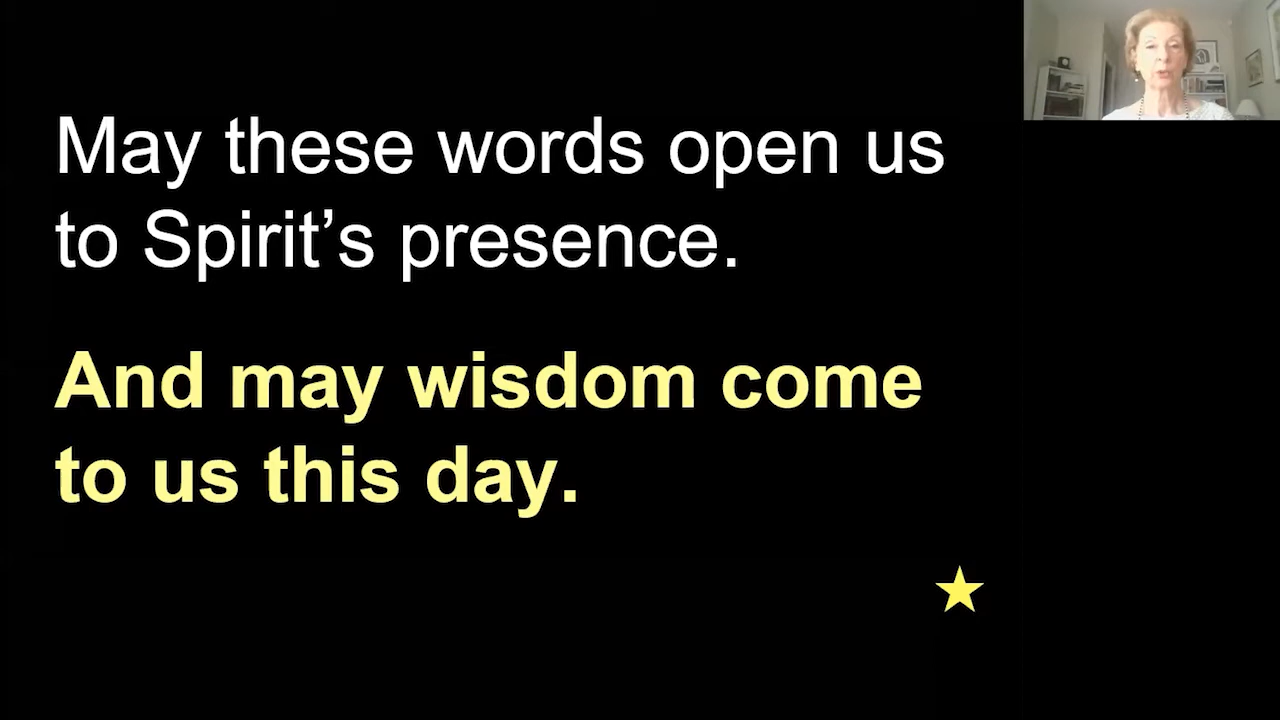 May these words open us
to Spirit’s presence.
And may wisdom come
to us this day.